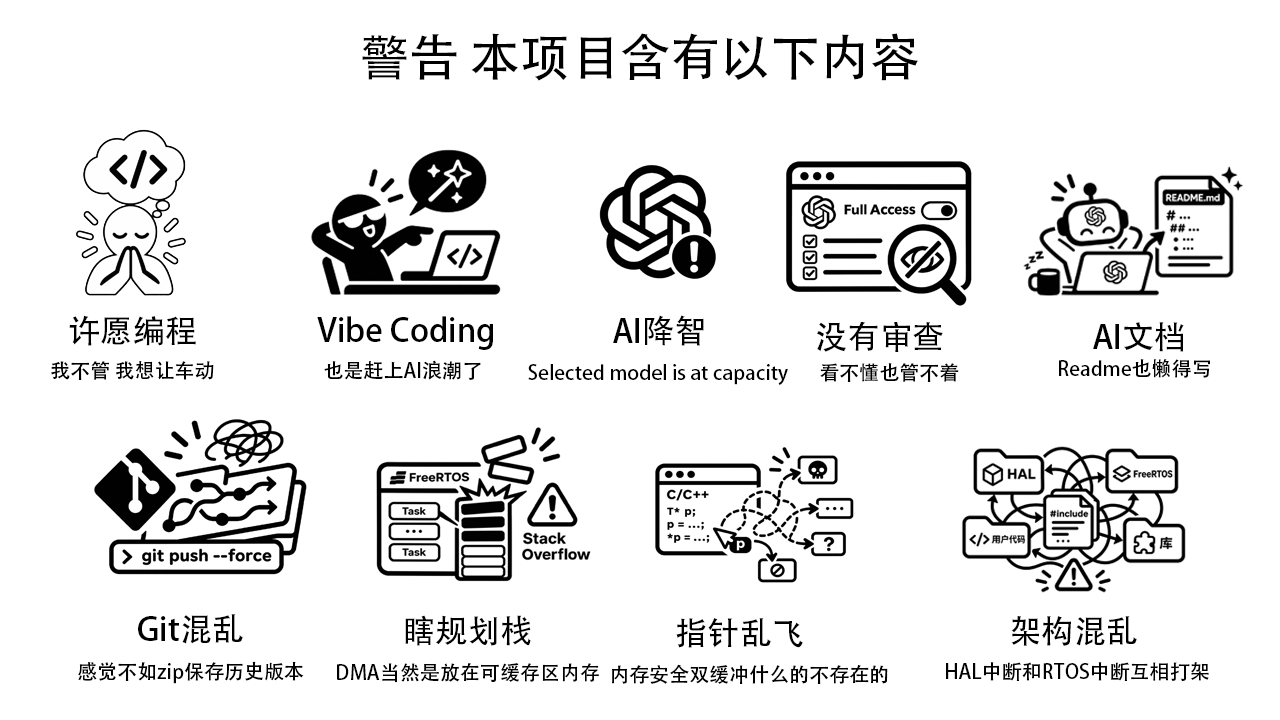 警告 本项目含有以下内容
</>
Full Access
README.md
# ...
## ...
: ...
: ...
</>
zzz
许愿编程
我不管 我想让车动
Vibe Coding
也是赶上AI浪潮了
AI降智
Selected model is at capacity
没有审查
看不懂也管不着
AI文档
Readme也懒得写
> git push --force
FreeRTOS
Task
...
Task
Stack
Overflow
C/C++
T* p;
p = ...;
*p = ...;
p
...
?
HAL
FreeRTOS
#include
...
</>用户代码
库
Git混乱
感觉不如zip保存历史版本
瞎规划栈
DMA当然是放在可缓存区内存
指针乱飞
内存安全双缓冲什么的不存在的
架构混乱
HAL中断和RTOS中断互相打架